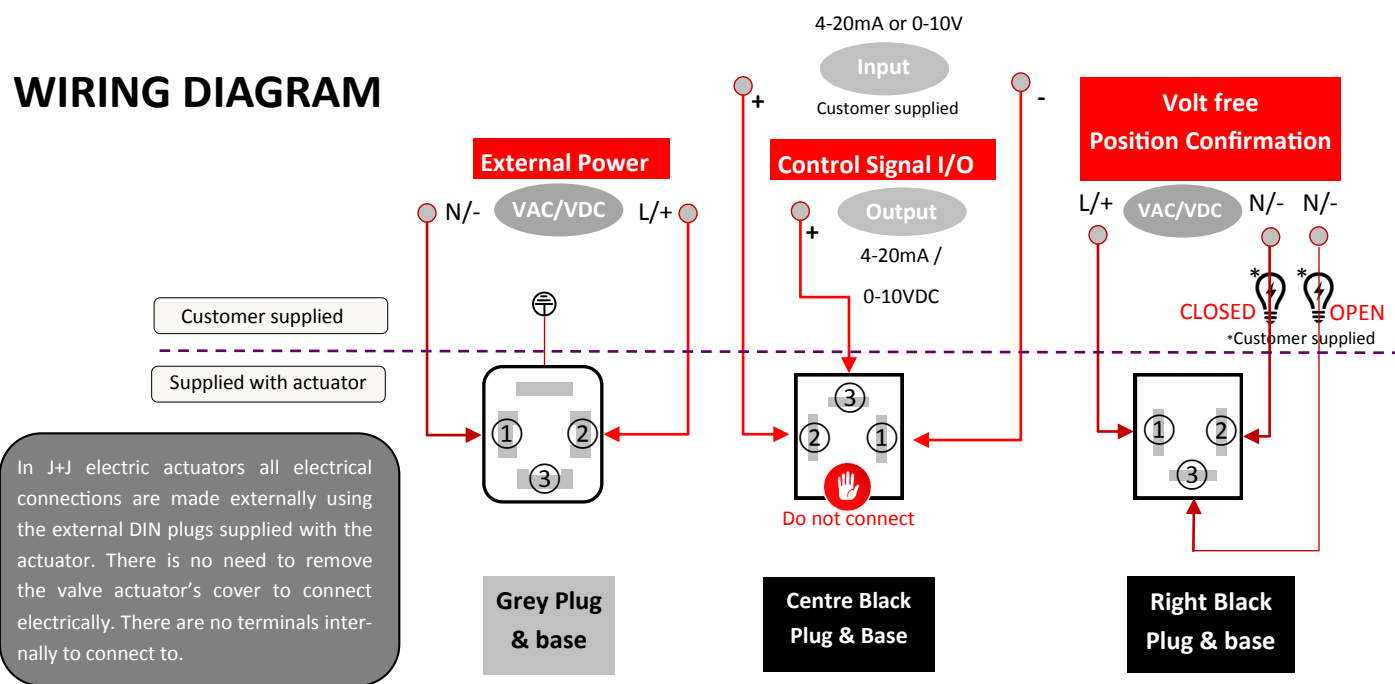 WIRING DIAGRAM
4-20mA or 0-10V
Input
Customer supplied
+
-
External Power
N/-
VAC/VDC
L/+
Control Signal I/O
Output
+
4-20mA /
0-10VDC
Volt free
Position Confirmation
L/+
VAC/VDC
N/-
N/-
*
*
CLOSED
OPEN
*Customer supplied
Customer supplied
Supplied with actuator
1
2
3
3
2
1
Do not connect
1
2
3
In J+J electric actuators all electrical
connections are made externally using
the external DIN plugs supplied with the
actuator. There is no need to remove
the valve actuator’s cover to connect
electrically. There are no terminals inter-
nally to connect to.
Grey Plug
& base
Centre Black
Plug & Base
Right Black
Plug & base